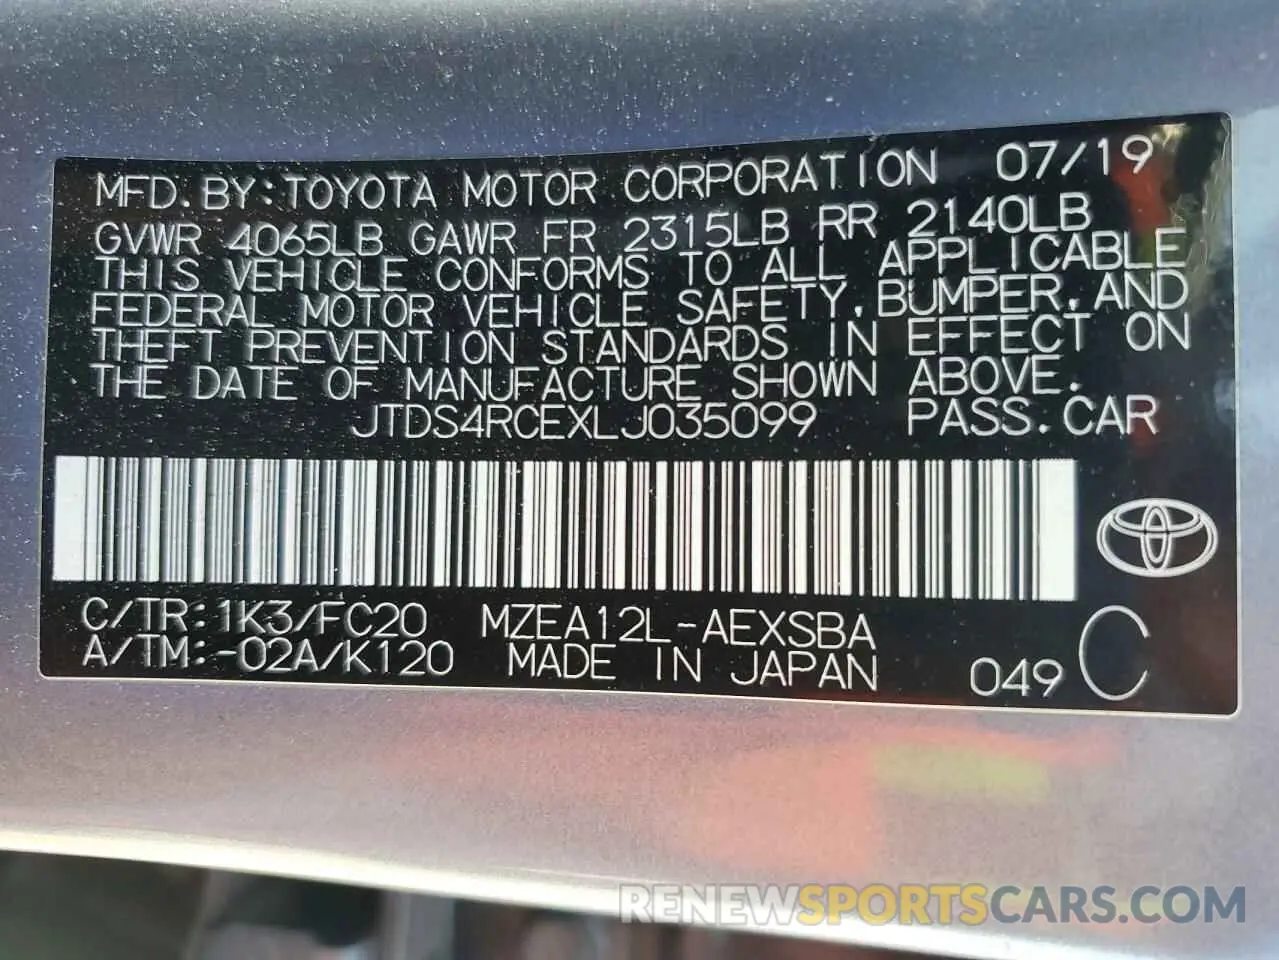 MFD. BY: TOYOTA MOTOR CORPORATION 07/19
GVWR 4065LB GAWR FR 2315LB RR 2140LB
THIS VEHICLE CONFORMS TO ALL APPLICABLE
FEDERAL MOTOR VEHICLE SAFETY, BUMPER, AND
THEFT PREVENTION STANDARDS IN EFFECT ON
THE DATE OF MANUFACTURE SHOWN ABOVE.
JTDS4RCEXLJ035099 PASS. CAR
C/TR: 1K3/FC20 MZEA12L-AEXSBA
A/TM: -02A/K120 MADE IN JAPAN 049 C
RENEWSPORTSCARS.COM